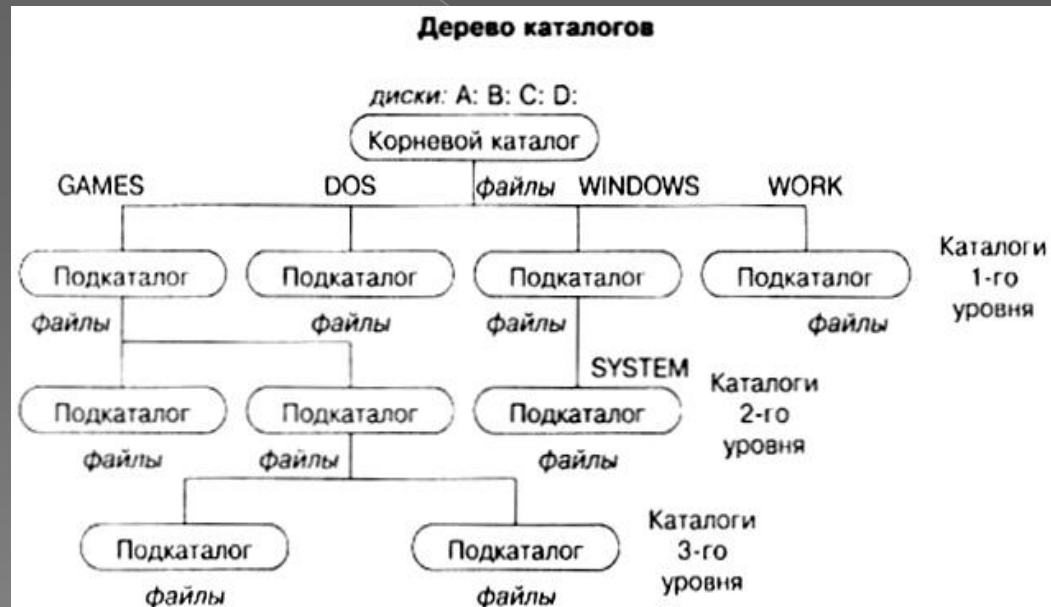 Дерево каталогов
диски: A: B: C: D:
Корневой каталог
GAMES DOS файлы WINDOWS WORK
Подкаталог Подкаталог Подкаталог Подкаталог
Каталоги
1-го
уровня
файлы файлы файлы файлы
SYSTEM
Подкаталог Подкаталог Подкаталог
Каталоги
2-го
уровня
файлы файлы файлы
Подкаталог Подкаталог
Каталоги
3-го
уровня
файлы файлы